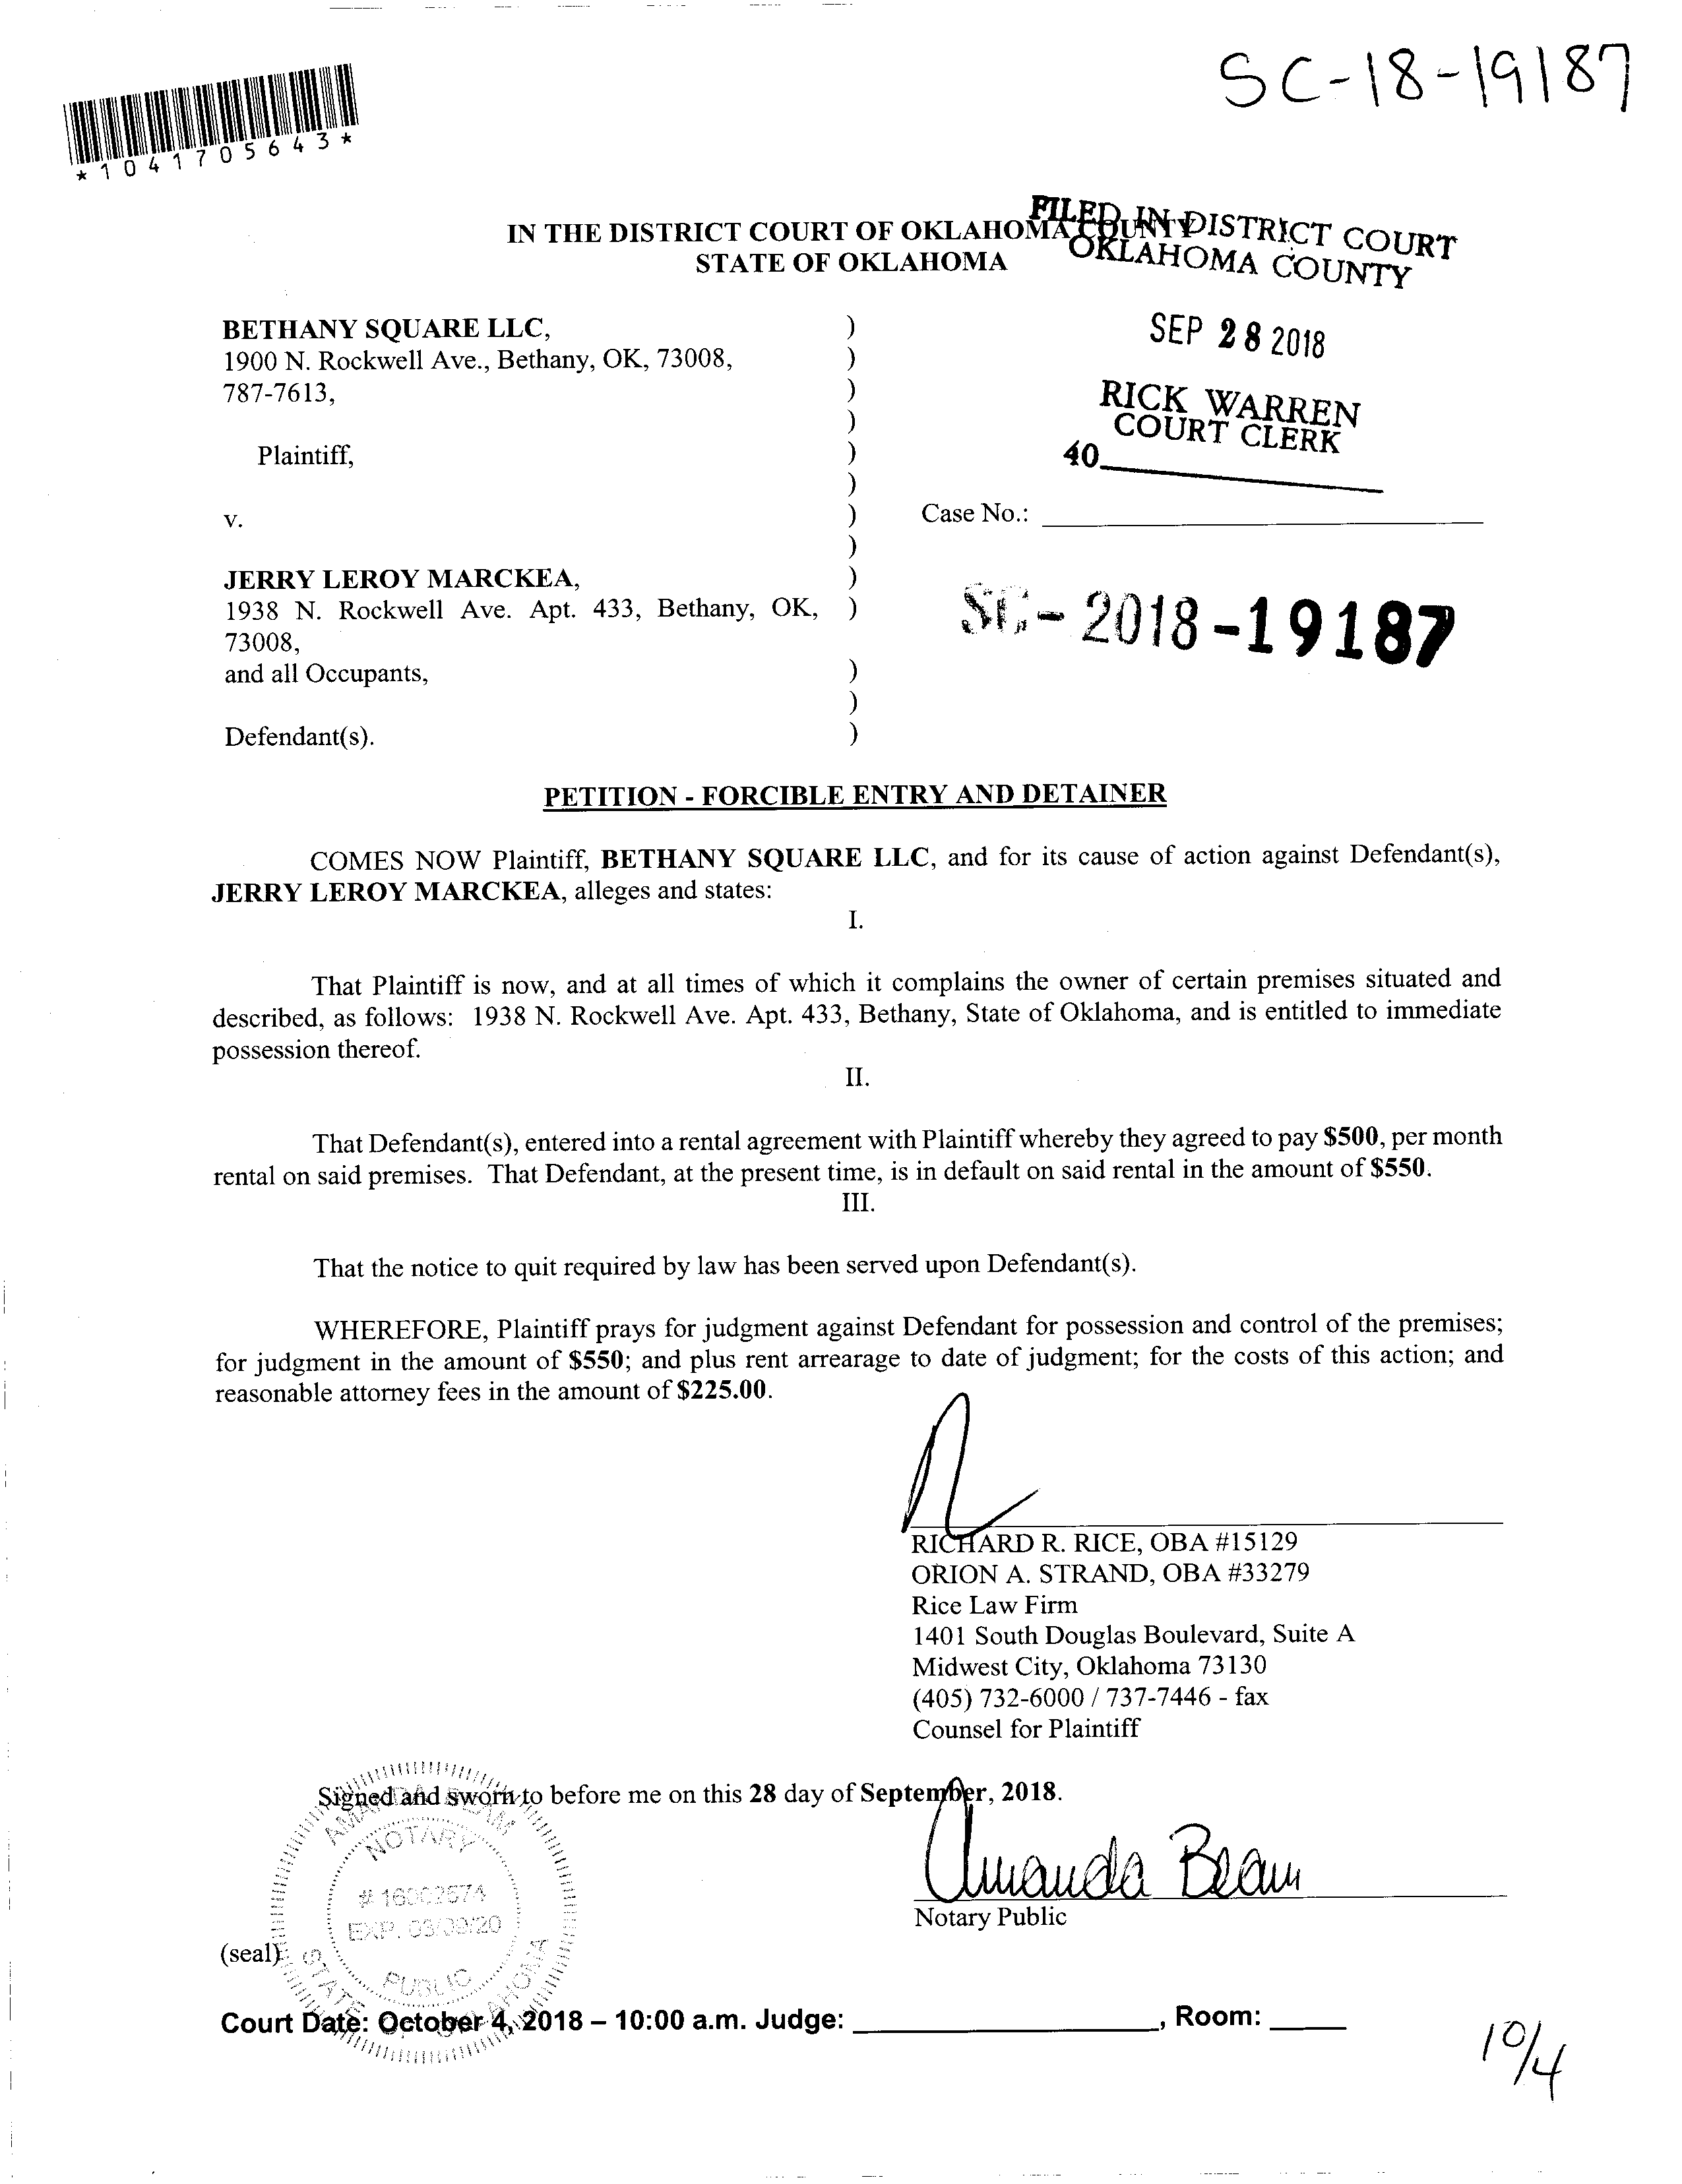 SC-18-19187
*1041705643*
IN THE DISTRICT COURT OF OKLAHOMA COUNTY
STATE OF OKLAHOMA
FILED IN DISTRICT COURT
OKLAHOMA COUNTY
SEP 28 2018
RICK WARREN
COURT CLERK
40
BETHANY SQUARE LLC, )
1900 N. Rockwell Ave., Bethany, OK, 73008, )
787-7613, )
)
Plaintiff, )
)
v. ) Case No.:
)
JERRY LEROY MARCKEA, )
1938 N. Rockwell Ave. Apt. 433, Bethany, OK, )
73008,
and all Occupants, )
)
Defendant(s). )
SC-2018-19187
PETITION - FORCIBLE ENTRY AND DETAINER
COMES NOW Plaintiff, BETHANY SQUARE LLC, and for its cause of action against Defendant(s),
JERRY LEROY MARCKEA, alleges and states:
I.
That Plaintiff is now, and at all times of which it complains the owner of certain premises situated and
described, as follows: 1938 N. Rockwell Ave. Apt. 433, Bethany, State of Oklahoma, and is entitled to immediate
possession thereof.
II.
That Defendant(s), entered into a rental agreement with Plaintiff whereby they agreed to pay $500, per month
rental on said premises. That Defendant, at the present time, is in default on said rental in the amount of $550.
III.
That the notice to quit required by law has been served upon Defendant(s).
WHEREFORE, Plaintiff prays for judgment against Defendant for possession and control of the premises;
for judgment in the amount of $550; and plus rent arrearage to date of judgment; for the costs of this action; and
reasonable attorney fees in the amount of $225.00.
RICHARD R. RICE, OBA #15129
ORION A. STRAND, OBA #33279
Rice Law Firm
1401 South Douglas Boulevard, Suite A
Midwest City, Oklahoma 73130
(405) 732-6000 / 737-7446 - fax
Counsel for Plaintiff
Signed and sworn to before me on this 28 day of September, 2018.
Amanda Beam
Notary Public
AMANDA BEAM
NOTARY
# 16002674
EXP. 03/09/20
PUBLIC
STATE OF OKLAHOMA
(seal)
Court Date: October 4, 2018 – 10:00 a.m. Judge: , Room:
10/4